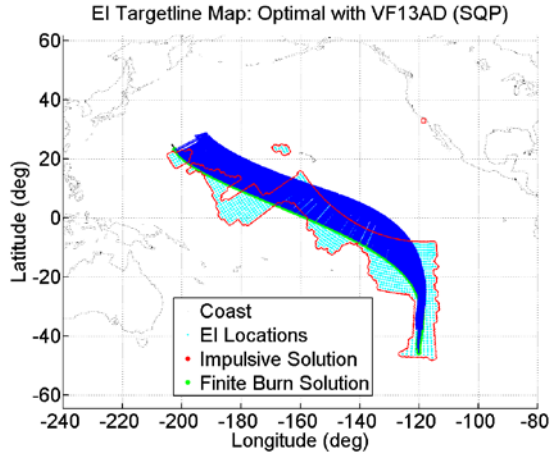 EI Targetline Map: Optimal with VF13AD (SQP)
60
40
20
0
-20
-40
-60
Latitude (deg)
Coast
EI Locations
Impulsive Solution
Finite Burn Solution
-240 -220 -200 -180 -160 -140 -120 -100 -80
Longitude (deg)